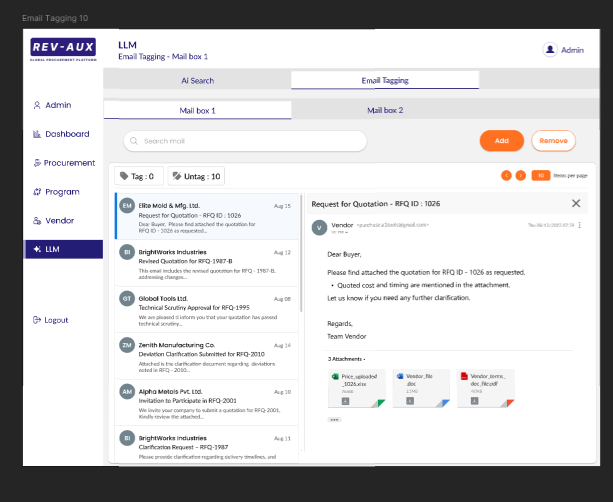 Email Tagging 10
REV-AUX
GLOBAL PROCUREMENT PLATFORM
LLM
Email Tagging - Mail box 1
Admin
Ai Search
Email Tagging
Mail box 1
Mail box 2
Admin
Dashboard
Procurement
Program
Vendor
LLM
Logout
Search mail
Add
Remove
Tag : 0
Untag : 10
10
Items per page
EM
Elite Mold & Mfg. Ltd.
Aug 15
Request for Quotation - RFQ ID : 1026
Dear Buyer, Please find attached the quotation for
RFQ ID - 1026 as requested...
BI
BrightWorks Industries
Aug 12
Revised Quotation for RFQ-1987-B
This email includes the revised quotation for RFQ - 1987-B,
addressing changes...
GT
Global Tools Ltd.
Aug 08
Technical Scrutiny Approval for RFQ-1995
We are pleased ti inform you that your quotation has passed
technical scrutiny...
ZM
Zenith Manufacturing Co.
Aug 14
Deviation Clarification Submitted for RFQ-2010
Attached is the clarification document regarding deviations
noted in RFQ - 2010...
AM
Alpha Metals Pvt. Ltd.
Aug 10
Invitation to Participate in RFQ-2001
We invite your company to submit a quotation for RFQ-2001,
Kindly review the attached...
BI
BrightWorks Industries
Aug 11
Clarification Request - RFQ-1987
Please provide clarification regarding delivery timelines, and
Request for Quotation - RFQ ID : 1026
V
Vendor
Dear Buyer,
Please find attached the quotation for RFQ ID - 1026 as requested.
• Quoted cost and timing are mentioned in the attachment.
Let us know if you need any further clarification.
Regards,
Team Vendor
3 Attachments •
Price_uploaded
_1026.xlsx
Vendor_file
.doc
Vendor_terms_
doc_file.pdf